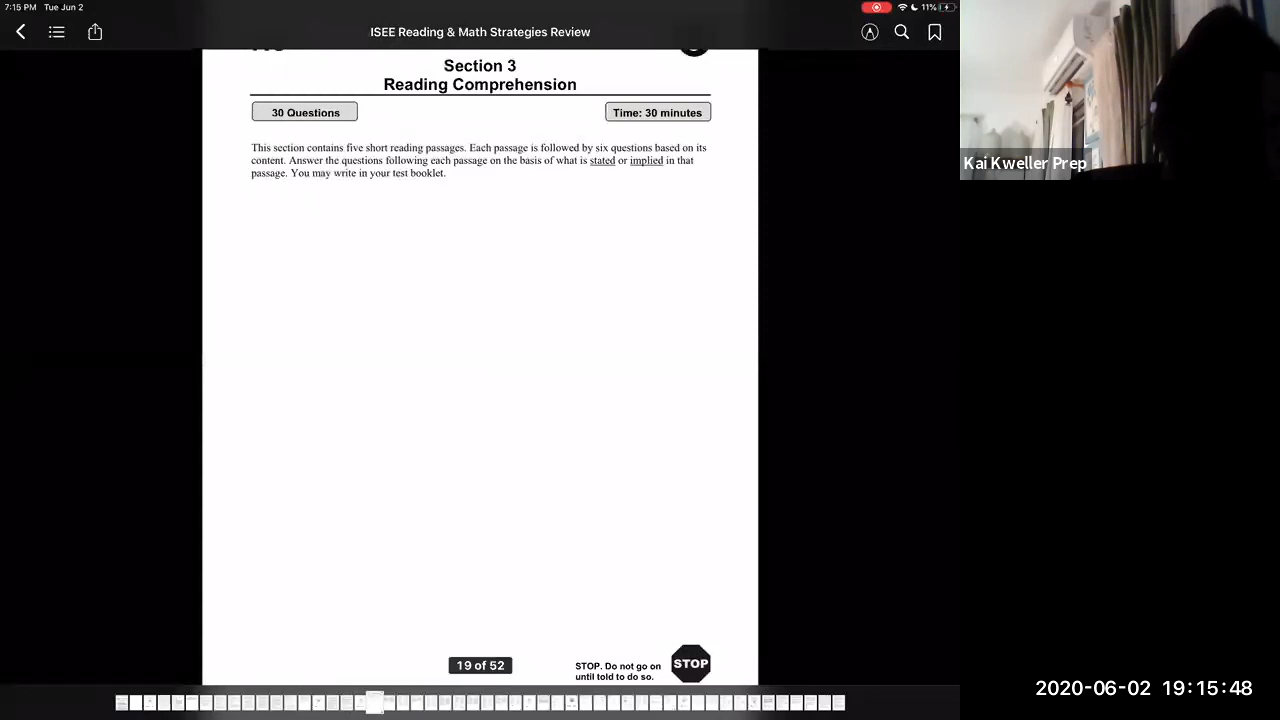 7:15 PM Tue Jun 2
11%
ISEE Reading & Math Strategies Review
Section 3
Reading Comprehension
30 Questions
Time: 30 minutes
This section contains five short reading passages. Each passage is followed by six questions based on its
content. Answer the questions following each passage on the basis of what is stated or implied in that
passage. You may write in your test booklet.
Kai Kweller Prep
19 of 52
STOP. Do not go on
until told to do so.
STOP
2020-06-02 19:15:48